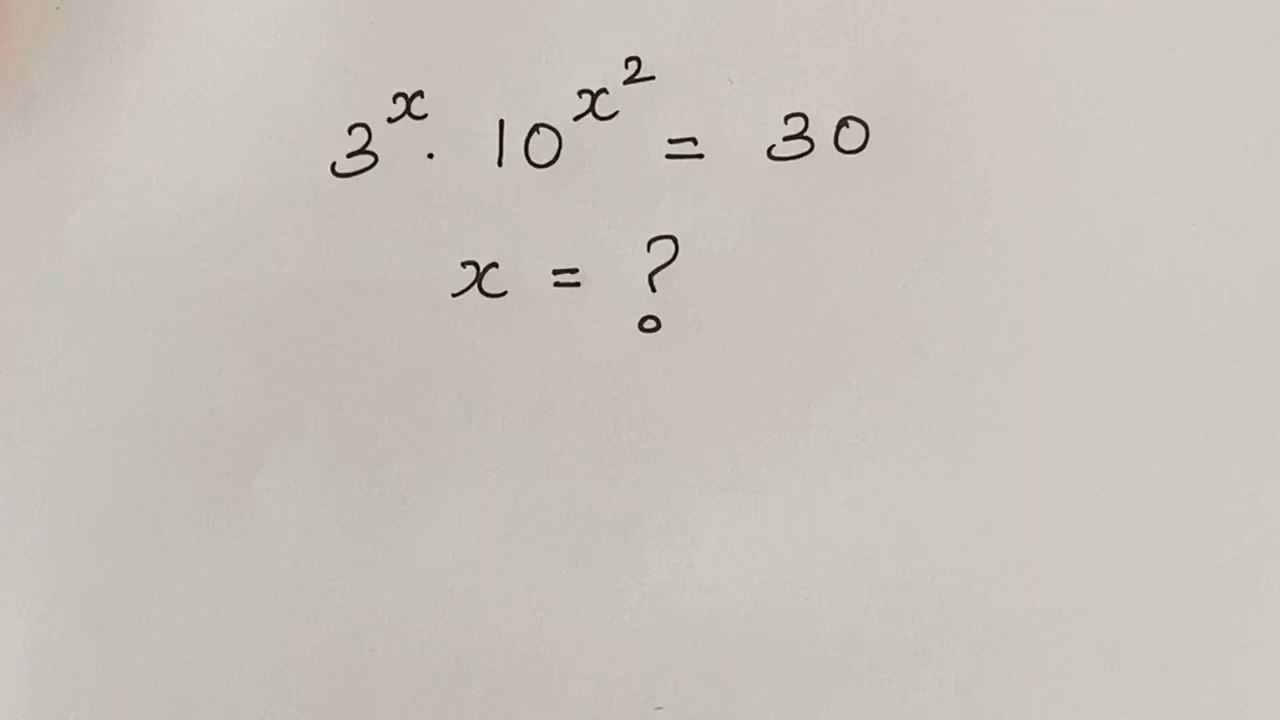 3^x . 10^x^2 = 30
x = ?